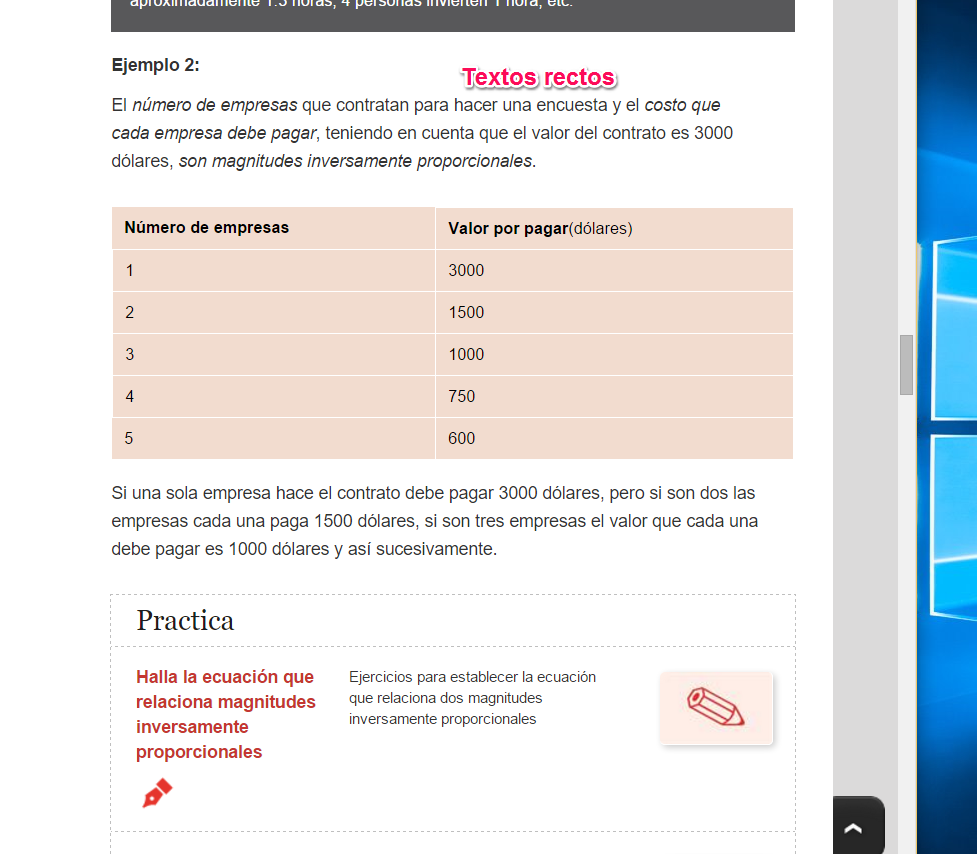 aproximadamente 1.5 horas, 4 personas invierten 1 hora, etc.
Ejemplo 2:
Textos rectos
El número de empresas que contratan para hacer una encuesta y el costo que
cada empresa debe pagar, teniendo en cuenta que el valor del contrato es 3000
dólares, son magnitudes inversamente proporcionales.
Número de empresas Valor por pagar(dólares)
1 3000
2 1500
3 1000
4 750
5 600
Si una sola empresa hace el contrato debe pagar 3000 dólares, pero si son dos las
empresas cada una paga 1500 dólares, si son tres empresas el valor que cada una
debe pagar es 1000 dólares y así sucesivamente.
Practica
Halla la ecuación que
relaciona magnitudes
inversamente
proporcionales
Ejercicios para establecer la ecuación
que relaciona dos magnitudes
inversamente proporcionales